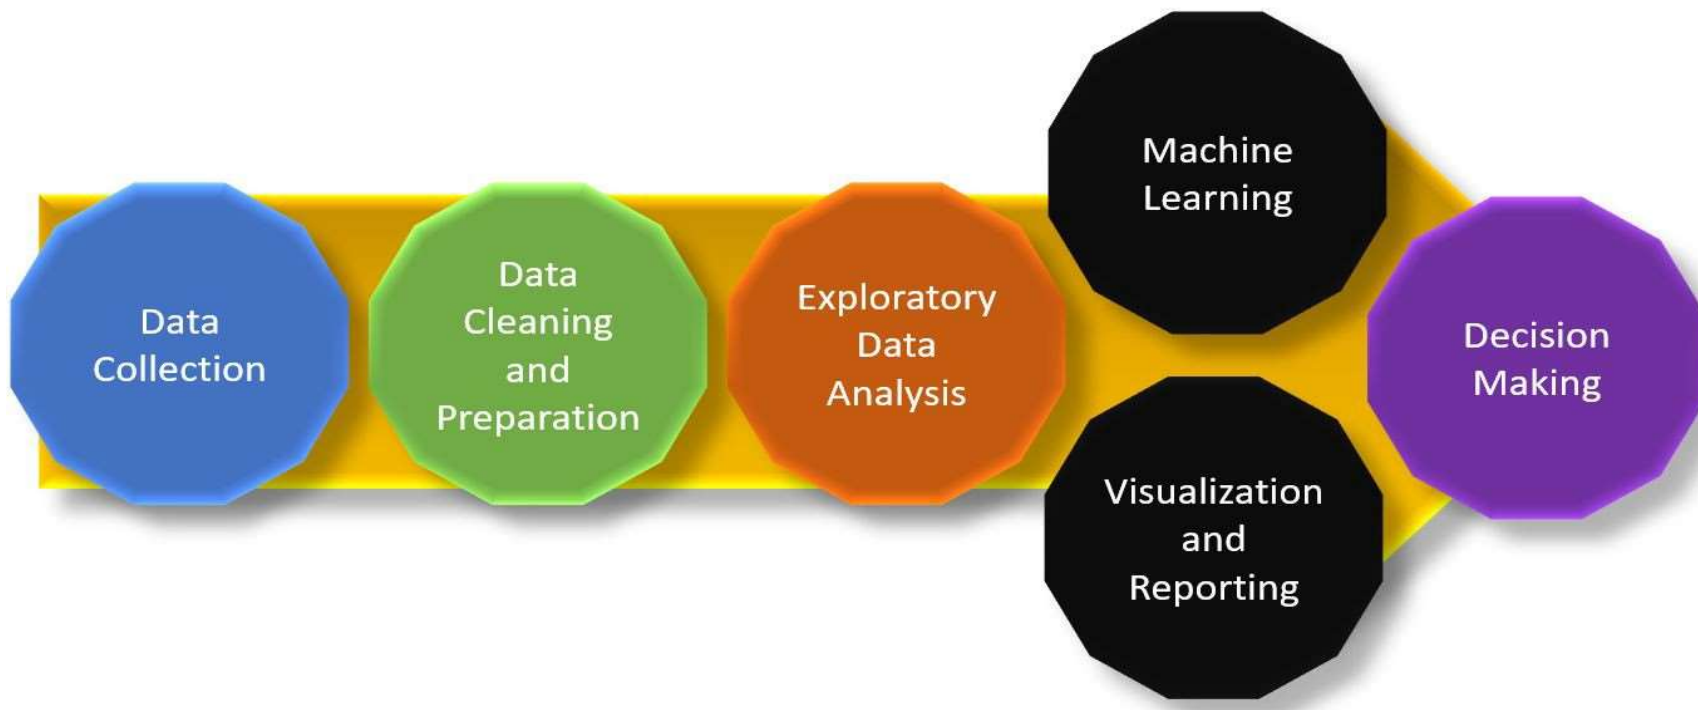 Data
Collection
Data
Cleaning
and
Preparation
Exploratory
Data
Analysis
Machine
Learning
Visualization
and
Reporting
Decision
Making